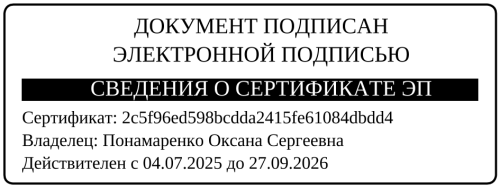 ДОКУМЕНТ ПОДПИСАН
ЭЛЕКТРОННОЙ ПОДПИСЬЮ
СВЕДЕНИЯ О СЕРТИФИКАТЕ ЭП
Сертификат: 2c5f96ed598bcdda2415fe61084dbdd4
Владелец: Понамаренко Оксана Сергеевна
Действителен с 04.07.2025 до 27.09.2026